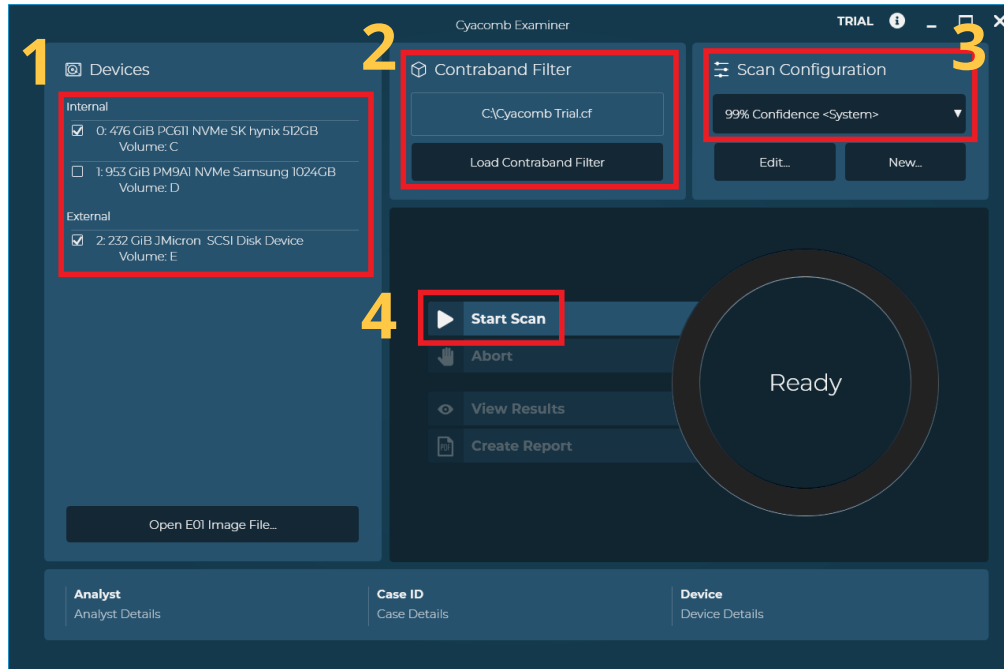 Cyacomb Examiner
TRIAL
1
Devices
Internal
0: 476 GiB PC611 NVMe SK hynix 512GB
Volume: C
1: 953 GiB PM9A1 NVMe Samsung 1024GB
Volume: D
External
2: 232 GiB JMicron SCSI Disk Device
Volume: E
Open E01 Image File...
2
Contraband Filter
C:\Cyacomb Trial.cf
Load Contraband Filter
3
Scan Configuration
99% Confidence <System>
Edit...
New...
4
Start Scan
Abort
View Results
PDF
Create Report
Ready
Analyst
Analyst Details
Case ID
Case Details
Device
Device Details